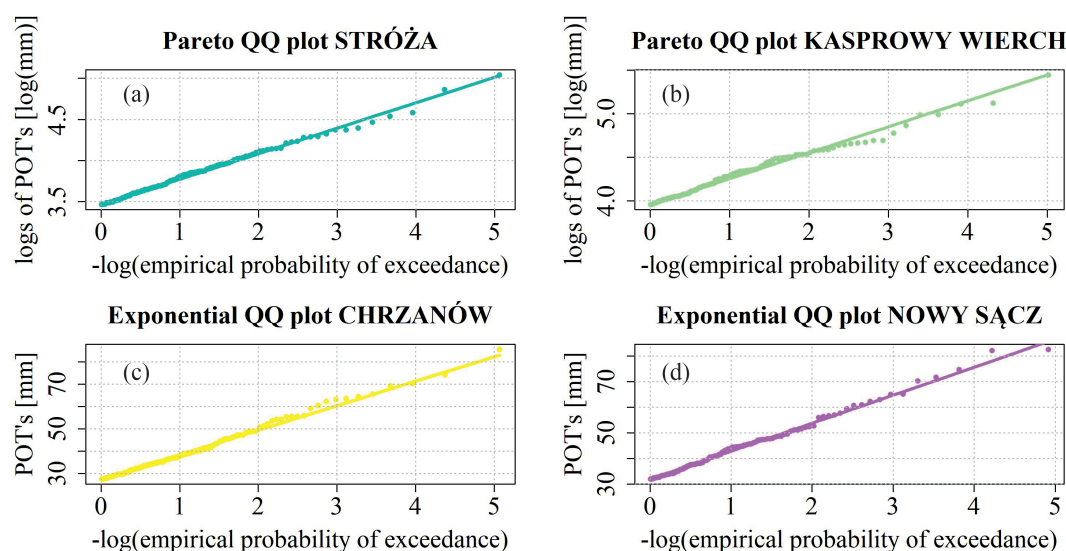 Pareto QQ plot STRÓŻA
logs of POT's [log(mm)]
3.5
4.5
(a)
0 1 2 3 4 5
-log(empirical probability of exceedance)
Pareto QQ plot KASPROWY WIERCH
logs of POT's [log(mm)]
4.0
5.0
(b)
0 1 2 3 4 5
-log(empirical probability of exceedance)
Exponential QQ plot CHRZANÓW
POT's [mm]
30
50
70
(c)
0 1 2 3 4 5
-log(empirical probability of exceedance)
Exponential QQ plot NOWY SĄCZ
POT's [mm]
30
50
70
(d)
0 1 2 3 4 5
-log(empirical probability of exceedance)